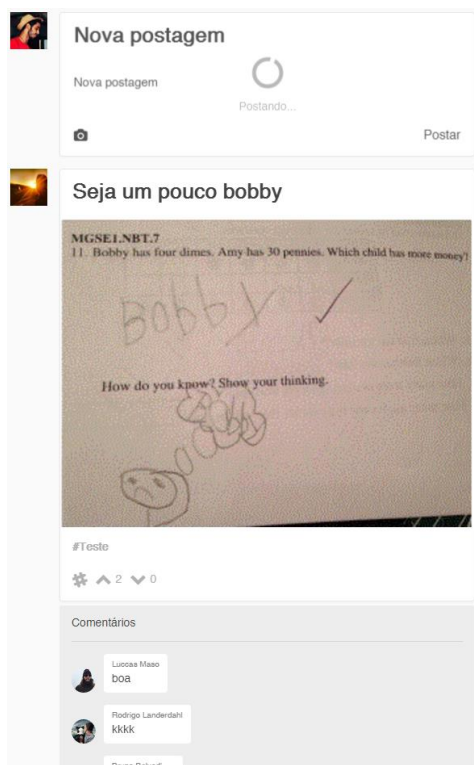 Nova postagem
Nova postagem
Postando...
Postar
Seja um pouco bobby
MGSE1.NBT.7
11. Bobby has four dimes. Amy has 30 pennies. Which child has more money?
BObby
How do you know? Show your thinking.
Bobby
#Teste
2 0
Comentários
Luccas Maso
boa
Rodrigo Landerdahl
kkkk